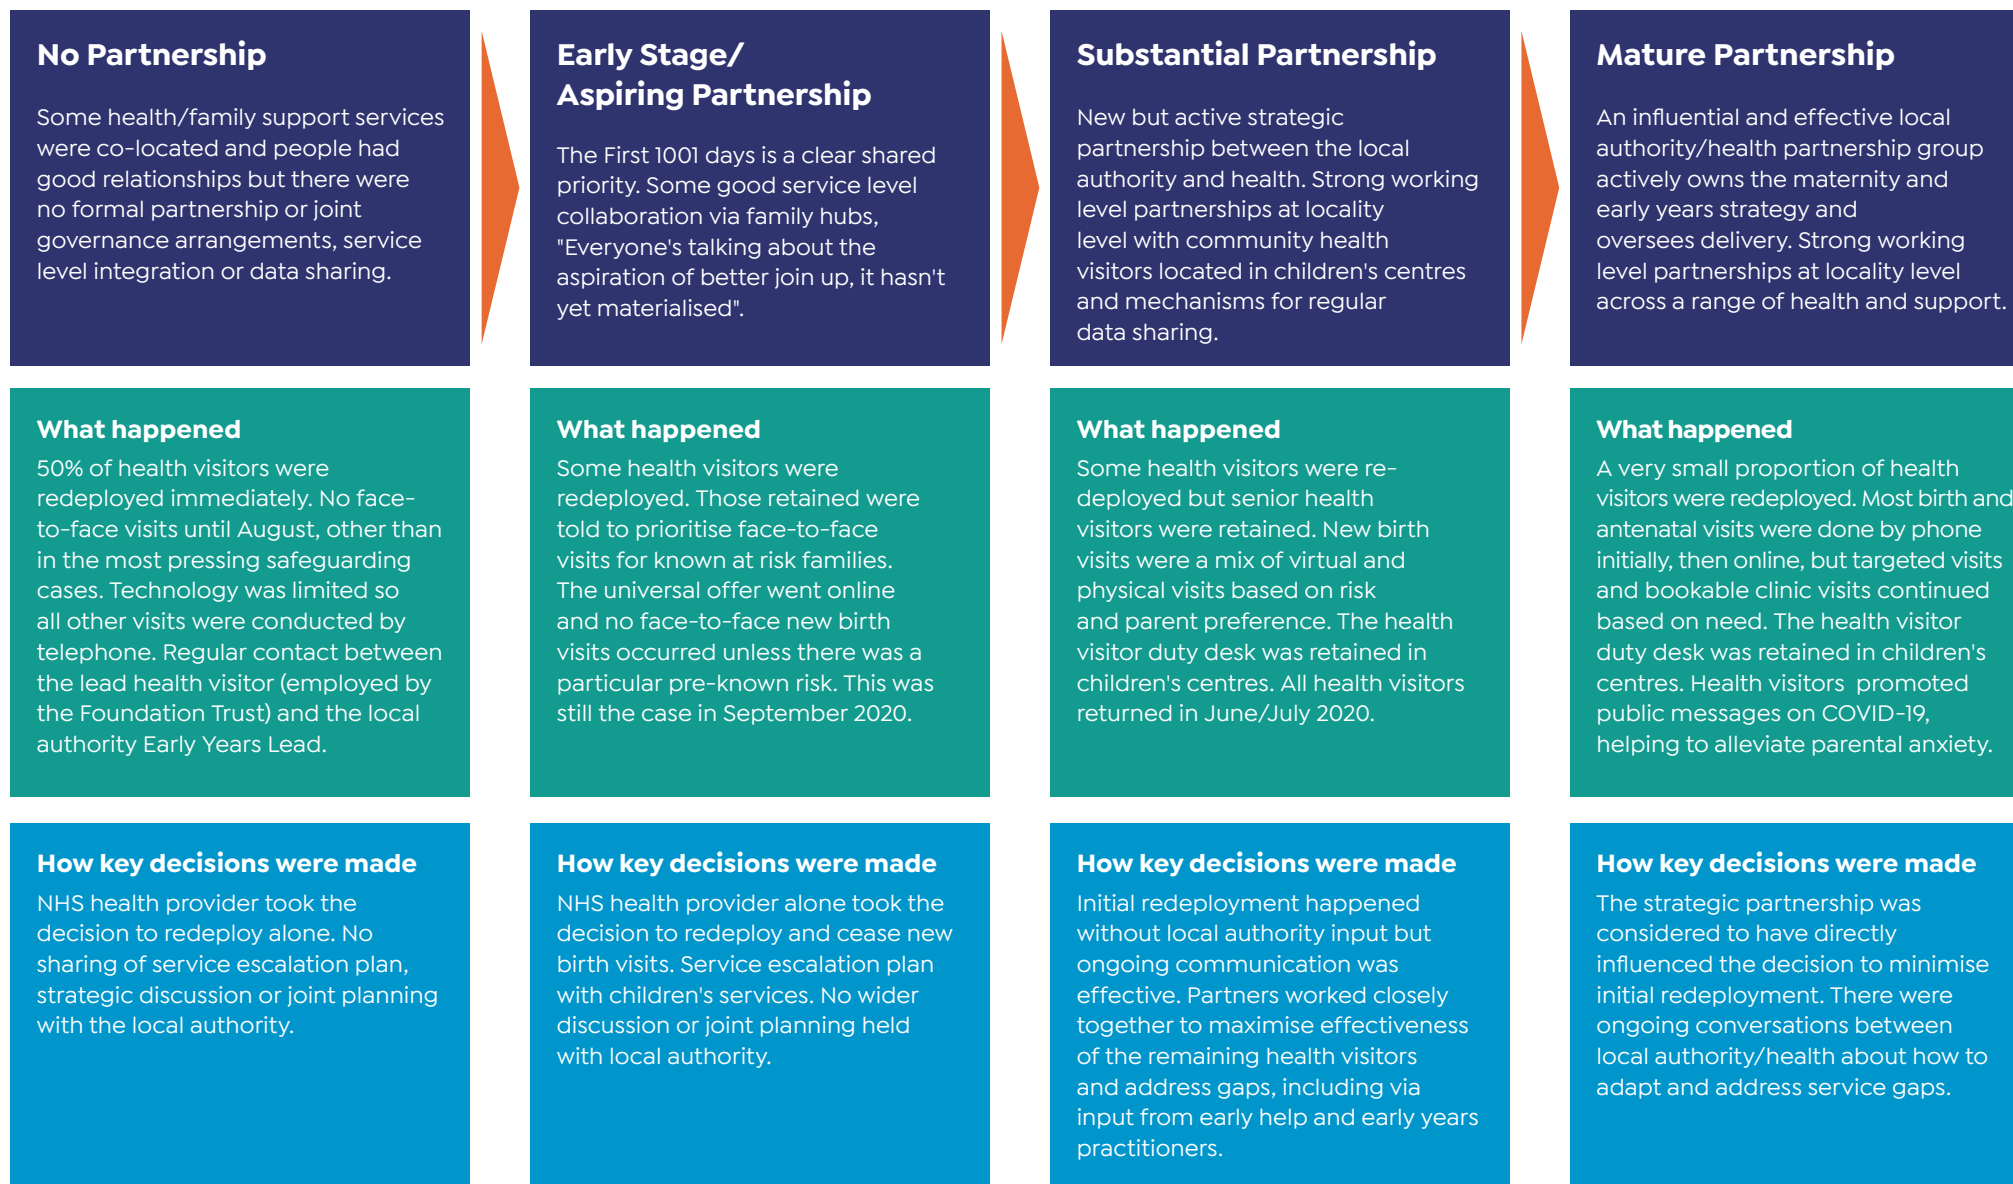 No Partnership
Some health/family support services
were co-located and people had
good relationships but there were
no formal partnership or joint
governance arrangements, service
level integration or data sharing.
Early Stage/
Aspiring Partnership
The First 1001 days is a clear shared
priority. Some good service level
collaboration via family hubs,
"Everyone's talking about the
aspiration of better join up, it hasn't
yet materialised".
Substantial Partnership
New but active strategic
partnership between the local
authority and health. Strong working
level partnerships at locality
level with community health
visitors located in children's centres
and mechanisms for regular
data sharing.
Mature Partnership
An influential and effective local
authority/health partnership group
actively owns the maternity and
early years strategy and
oversees delivery. Strong working
level partnerships at locality level
across a range of health and support.
What happened
50% of health visitors were
redeployed immediately. No face-
to-face visits until August, other than
in the most pressing safeguarding
cases. Technology was limited so
all other visits were conducted by
telephone. Regular contact between
the lead health visitor (employed by
the Foundation Trust) and the local
authority Early Years Lead.
What happened
Some health visitors were
redeployed. Those retained were
told to prioritise face-to-face
visits for known at risk families.
The universal offer went online
and no face-to-face new birth
visits occurred unless there was a
particular pre-known risk. This was
still the case in September 2020.
What happened
Some health visitors were re-
deployed but senior health
visitors were retained. New birth
visits were a mix of virtual and
physical visits based on risk
and parent preference. The health
visitor duty desk was retained in
children's centres. All health visitors
returned in June/July 2020.
What happened
A very small proportion of health
visitors were redeployed. Most birth and
antenatal visits were done by phone
initially, then online, but targeted visits
and bookable clinic visits continued
based on need. The health visitor
duty desk was retained in children's
centres. Health visitors promoted
public messages on COVID-19,
helping to alleviate parental anxiety.
How key decisions were made
NHS health provider took the
decision to redeploy alone. No
sharing of service escalation plan,
strategic discussion or joint planning
with the local authority.
How key decisions were made
NHS health provider alone took the
decision to redeploy and cease new
birth visits. Service escalation plan
with children's services. No wider
discussion or joint planning held
with local authority.
How key decisions were made
Initial redeployment happened
without local authority input but
ongoing communication was
effective. Partners worked closely
together to maximise effectiveness
of the remaining health visitors
and address gaps, including via
input from early help and early years
practitioners.
How key decisions were made
The strategic partnership was
considered to have directly
influenced the decision to minimise
initial redeployment. There were
ongoing conversations between
local authority/health about how to
adapt and address service gaps.